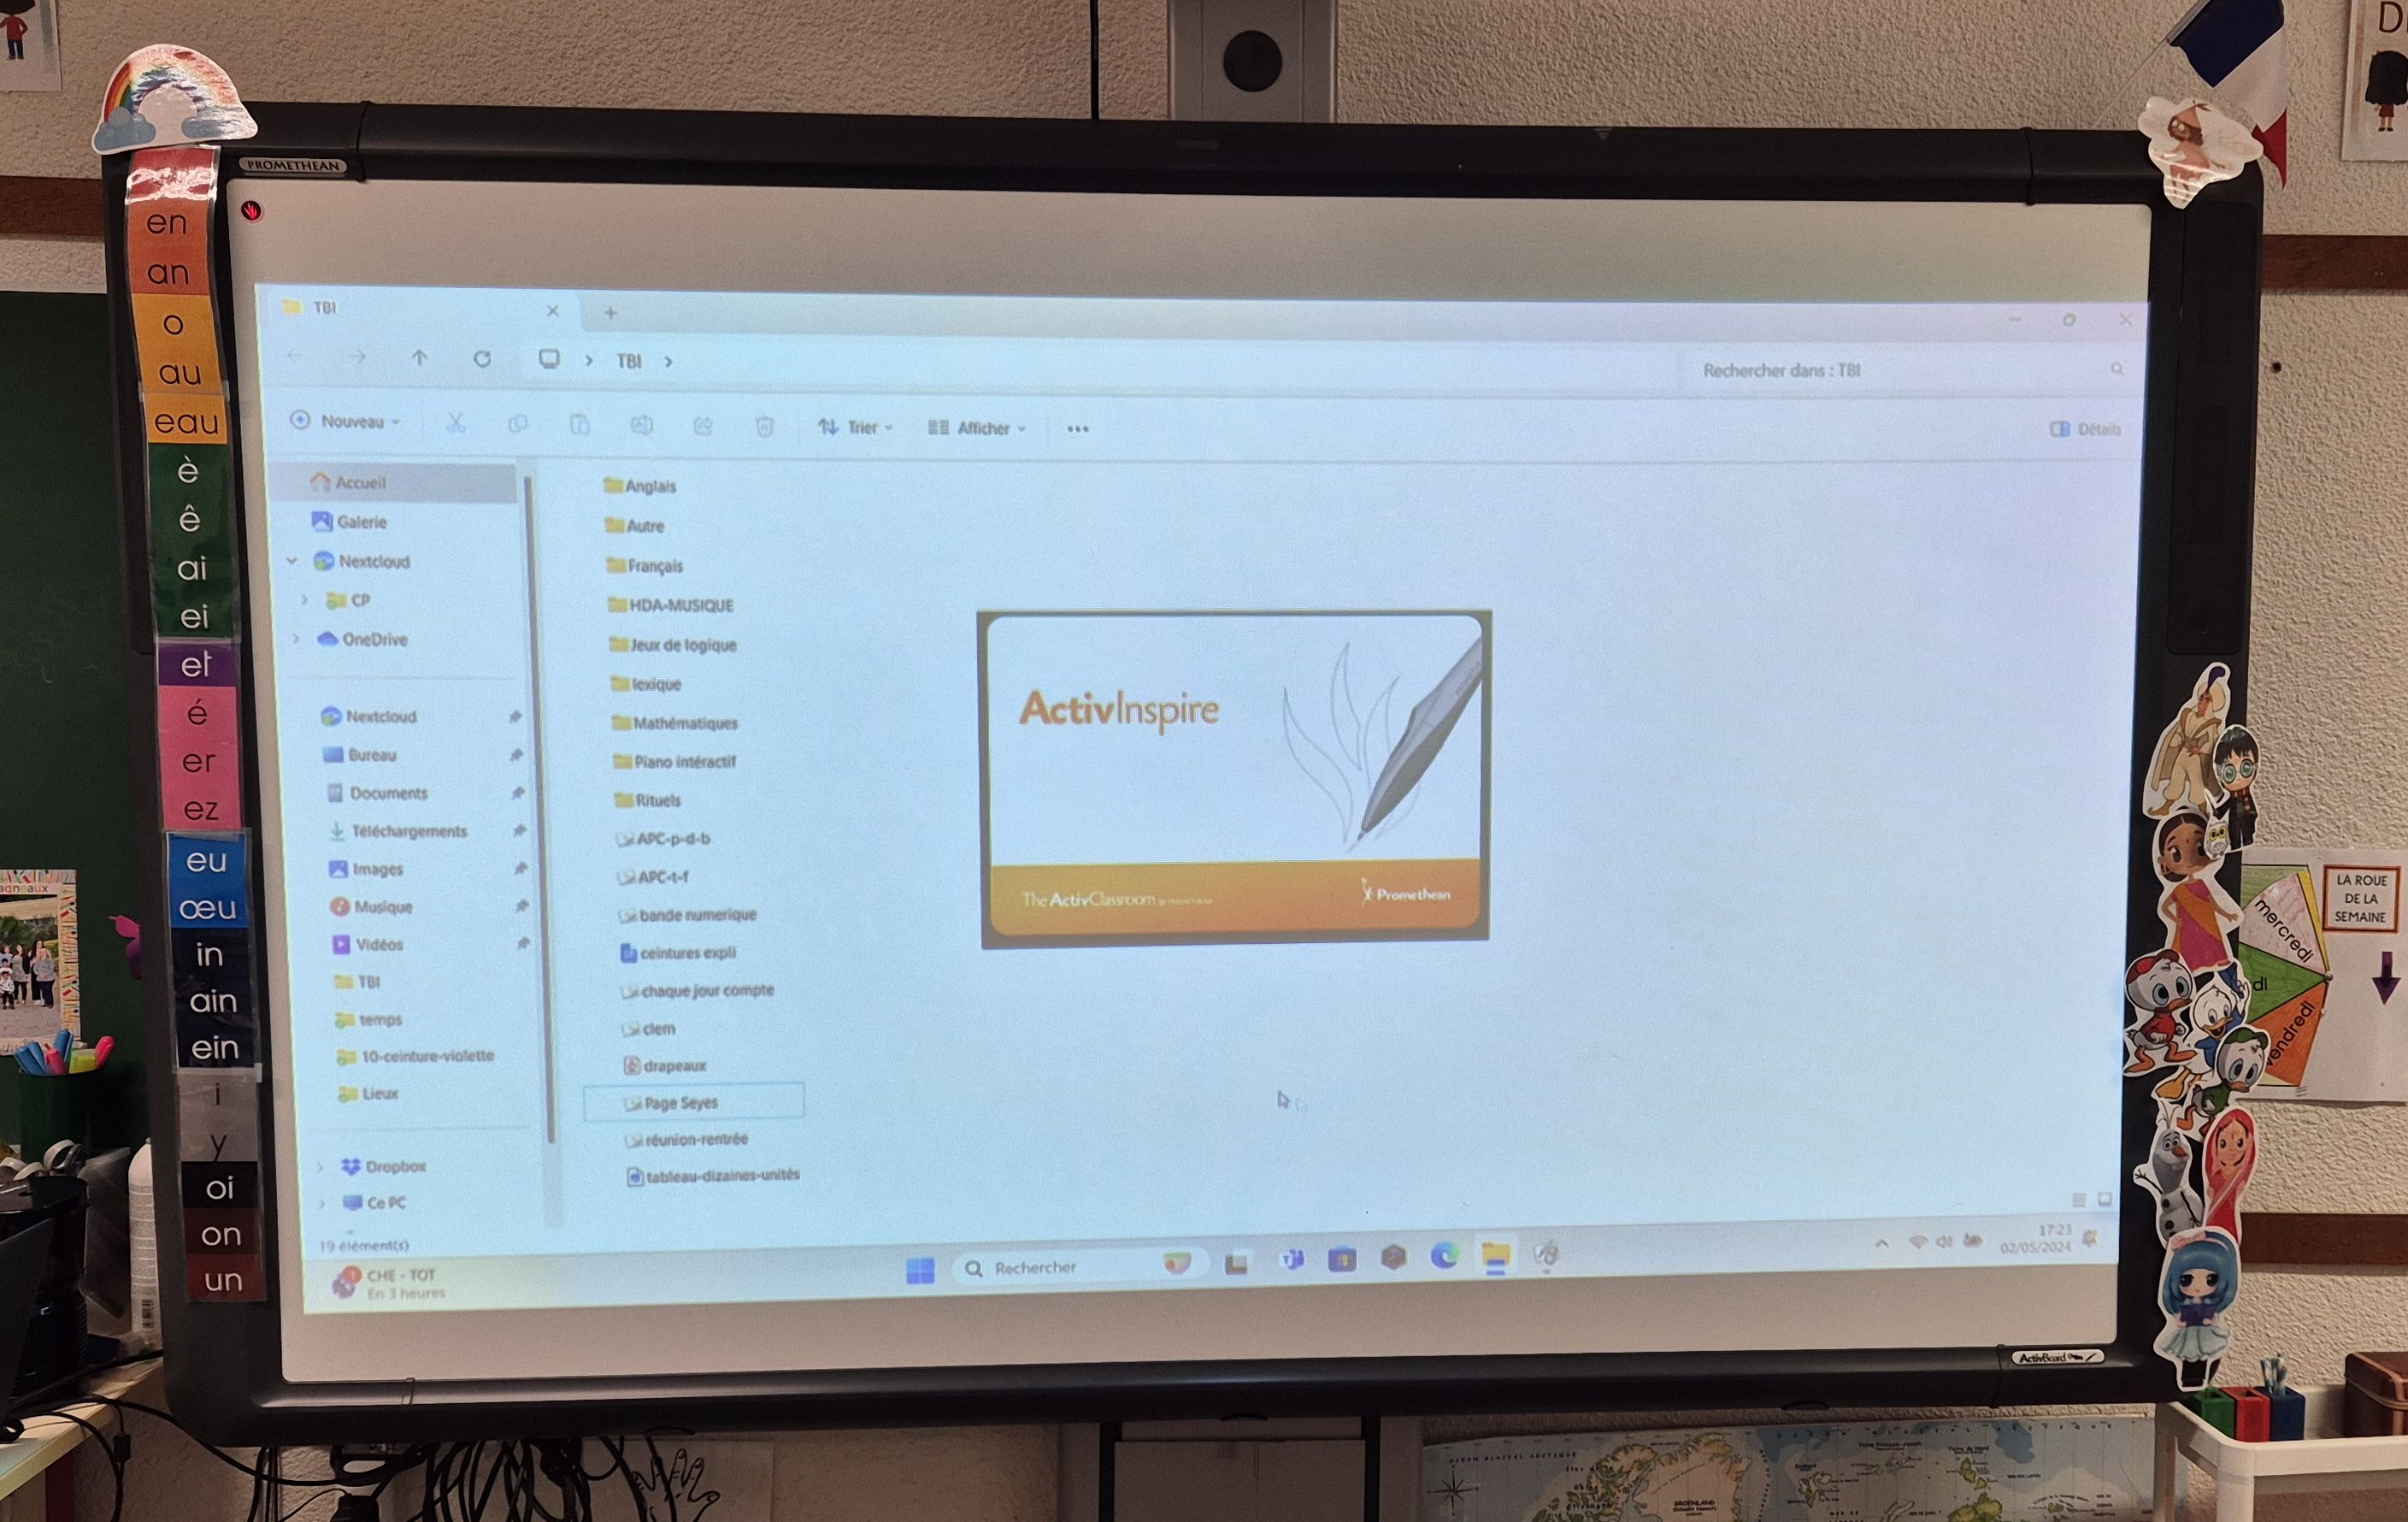 PROMETHEAN
en
an
o
au
eau
è
ê
ai
ei
et
é
er
ez
eu
œu
in
ain
ein
i
y
oi
on
un
TBI
TBI
Rechercher dans : TBI
Nouveau
Trier
Afficher
Détails
Accueil
Galerie
Nextcloud
CP
OneDrive
Nextcloud
Bureau
Documents
Téléchargements
Images
Musique
Vidéos
TBI
temps
10-ceinture-violette
Lieux
Dropbox
Ce PC
19 élément(s)
Anglais
Autre
Français
HDA-MUSIQUE
Jeux de logique
lexique
Mathématiques
Piano intéractif
Rituels
APC-p-d-b
APC-t-f
bande numerique
ceintures expli
chaque jour compte
clem
drapeaux
Page Seyes
réunion-rentrée
tableau-dizaines-unités
ActivInspire
The ActivClassroom
Promethean
CHE - TOT
En 3 heures
Rechercher
17:23
02/05/2024
ActivBoard
LA ROUE
DE LA
SEMAINE
mercredi
di
vendredi
D
GROENLAND